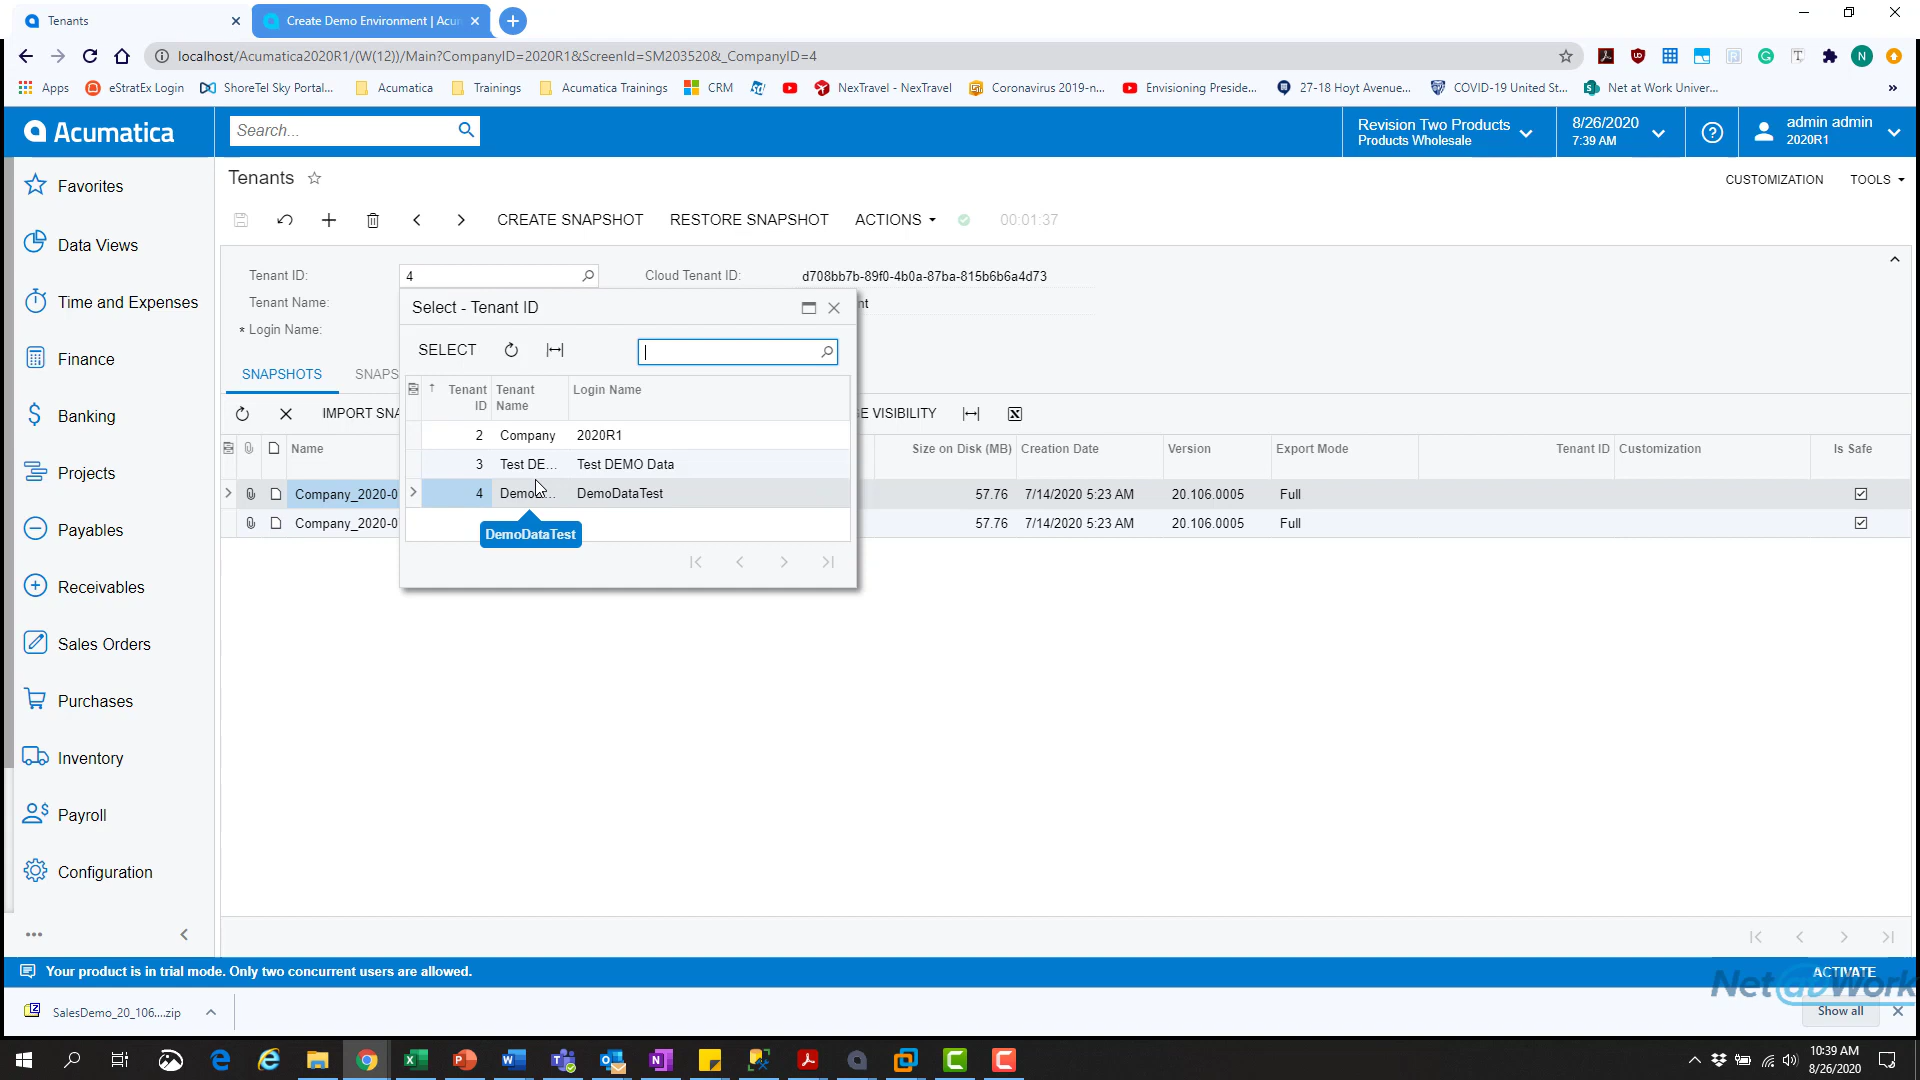 Tenants
Create Demo Environment | Acun
localhost/Acumatica2020R1/(W(12))/Main?CompanyID=2020R1&ScreenId=SM203520&_CompanyID=4
Apps
eStratEx Login
ShoreTel Sky Portal...
Acumatica
Trainings
Acumatica Trainings
CRM
NexTravel - NexTravel
Coronavirus 2019-n...
Envisioning Preside...
27-18 Hoyt Avenue...
COVID-19 United St...
Net at Work Univer...
»
Acumatica
Search...
Revision Two Products
Products Wholesale
8/26/2020
7:39 AM
admin admin
2020R1
Favorites
Data Views
Time and Expenses
Finance
Banking
Projects
Payables
Receivables
Sales Orders
Purchases
Inventory
Payroll
Configuration
Tenants
CUSTOMIZATION
TOOLS
CREATE SNAPSHOT
RESTORE SNAPSHOT
ACTIONS
00:01:37
Tenant ID:
4
Cloud Tenant ID:
d708bb7b-89f0-4b0a-87ba-815b6b6a4d73
Tenant Name:
nt
* Login Name:
Select - Tenant ID
SELECT
Tenant ID
Tenant Name
Login Name
2 Company 2020R1
3 Test DE... Test DEMO Data
4 DemoDataTest
DemoDataTest
SNAPSHOTS
SNAPS
IMPORT SNA
E VISIBILITY
Name
Size on Disk (MB)
Creation Date
Version
Export Mode
Tenant ID
Customization
Is Safe
Company_2020-0 57.76 7/14/2020 5:23 AM 20.106.0005 Full
Company_2020-0 57.76 7/14/2020 5:23 AM 20.106.0005 Full
Your product is in trial mode. Only two concurrent users are allowed.
ACTIVATE
Net at Work
SalesDemo_20_106....zip
Show all
10:39 AM
8/26/2020